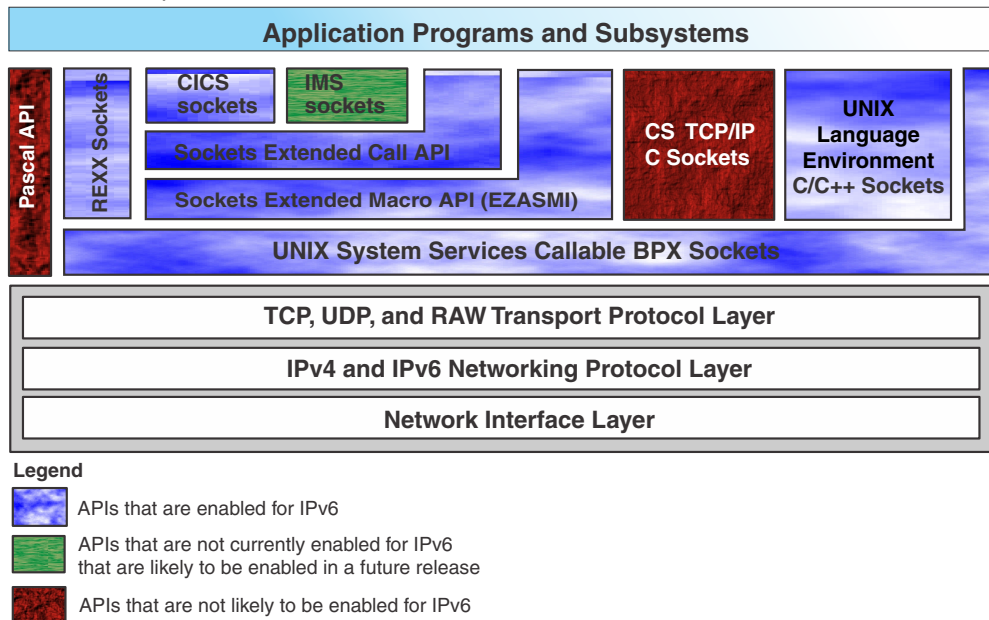 Application Programs and Subsystems
Pascal API
REXX Sockets
CICS
sockets
IMS
sockets
Sockets Extended Call API
Sockets Extended Macro API (EZASMI)
CS TCP/IP
C Sockets
UNIX
Language
Environment
C/C++ Sockets
UNIX System Services Callable BPX Sockets
TCP, UDP, and RAW Transport Protocol Layer
IPv4 and IPv6 Networking Protocol Layer
Network Interface Layer
Legend
APIs that are enabled for IPv6
APIs that are not currently enabled for IPv6
that are likely to be enabled in a future release
APIs that are not likely to be enabled for IPv6